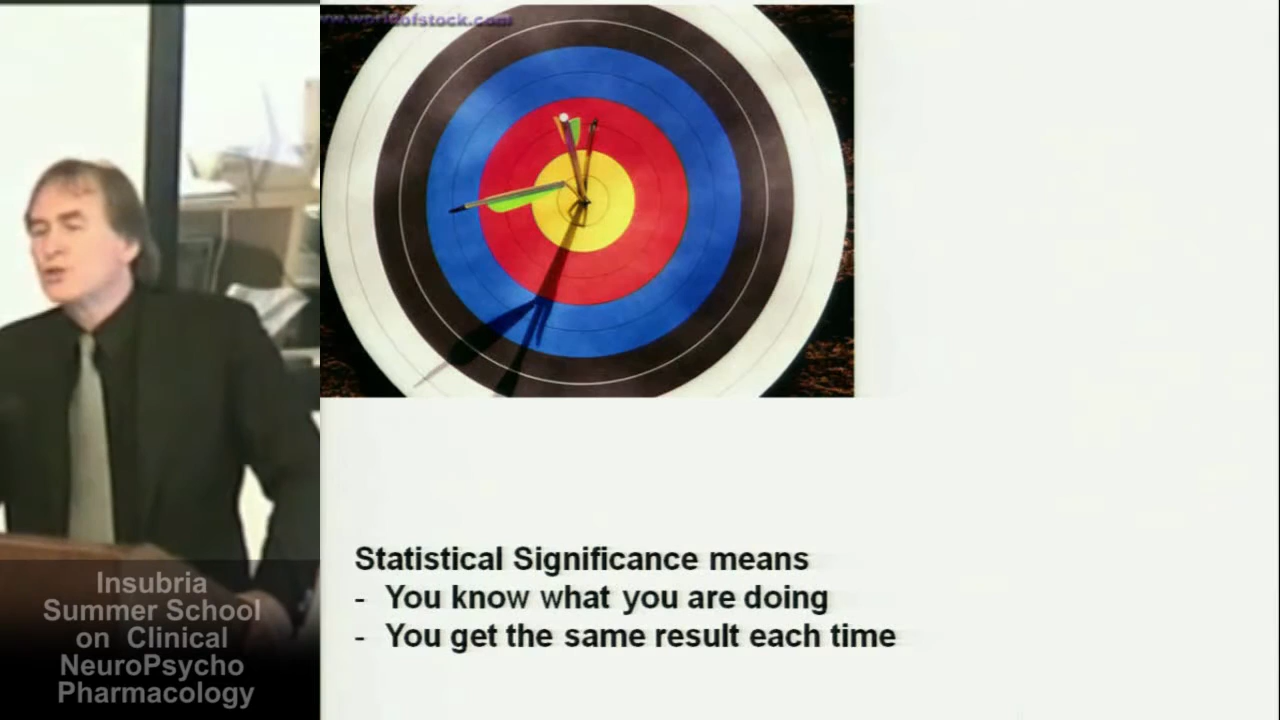 www.worldofstock.com
Statistical Significance means
- You know what you are doing
- You get the same result each time
Insubria
Summer School
on Clinical
NeuroPsycho
Pharmacology